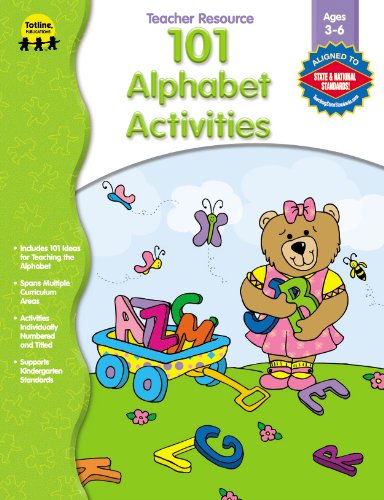 Totline
PUBLICATIONS
Teacher Resource
101
Alphabet
Activities
Ages
3-6
ALIGNED TO
STATE & NATIONAL
STANDARDS!
• Includes 101 Ideas
for Teaching the
Alphabet
• Spans Multiple
Curriculum
Areas
• Activities
Individually
Numbered
and Titled
• Supports
Kindergarten
Standards
A Z C M
J R
E
C
R
K